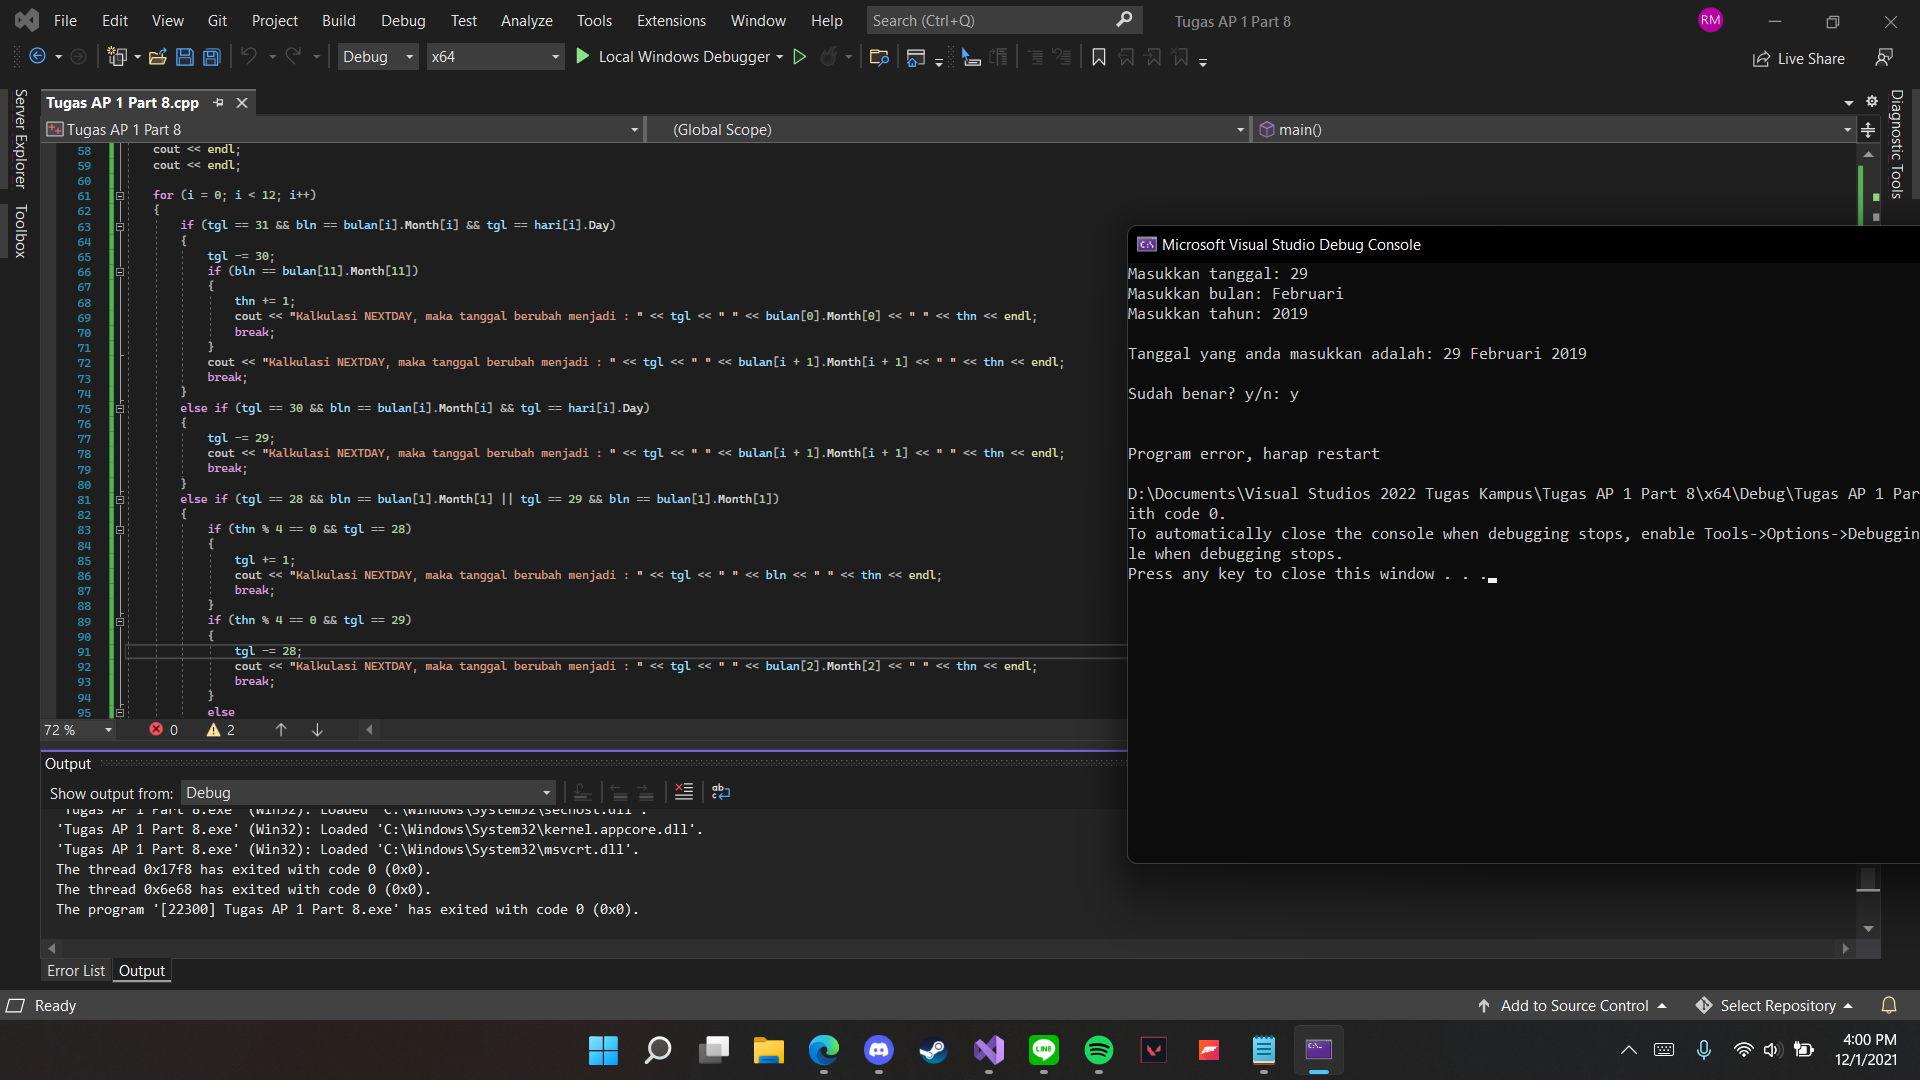 File Edit View Git Project Build Debug Test Analyze Tools Extensions Window Help Search (Ctrl+Q) Tugas AP 1 Part 8 RM
Debug x64 Local Windows Debugger Live Share
Server Explorer
Toolbox
Tugas AP 1 Part 8.cpp
Tugas AP 1 Part 8 (Global Scope) main()
Diagnostic Tools
58 cout << endl;
59 cout << endl;
60
61 for (i = 0; i < 12; i++)
62 {
63 if (tgl == 31 && bln == bulan[i].Month[i] && tgl == hari[i].Day)
64 {
65 tgl -= 30;
66 if (bln == bulan[11].Month[11])
67 {
68 thn += 1;
69 cout << "Kalkulasi NEXTDAY, maka tanggal berubah menjadi : " << tgl << " " << bulan[0].Month[0] << " " << thn << endl;
70 break;
71 }
72 cout << "Kalkulasi NEXTDAY, maka tanggal berubah menjadi : " << tgl << " " << bulan[i + 1].Month[i + 1] << " " << thn << endl;
73 break;
74 }
75 else if (tgl == 30 && bln == bulan[i].Month[i] && tgl == hari[i].Day)
76 {
77 tgl -= 29;
78 cout << "Kalkulasi NEXTDAY, maka tanggal berubah menjadi : " << tgl << " " << bulan[i + 1].Month[i + 1] << " " << thn << endl;
79 break;
80 }
81 else if (tgl == 28 && bln == bulan[1].Month[1] || tgl == 29 && bln == bulan[1].Month[1])
82 {
83 if (thn % 4 == 0 && tgl == 28)
84 {
85 tgl += 1;
86 cout << "Kalkulasi NEXTDAY, maka tanggal berubah menjadi : " << tgl << " " << bln << " " << thn << endl;
87 break;
88 }
89 if (thn % 4 == 0 && tgl == 29)
90 {
91 tgl -= 28;
92 cout << "Kalkulasi NEXTDAY, maka tanggal berubah menjadi : " << tgl << " " << bulan[2].Month[2] << " " << thn << endl;
93 break;
94 }
95 else
72 % 0 2
Microsoft Visual Studio Debug Console
Masukkan tanggal: 29
Masukkan bulan: Februari
Masukkan tahun: 2019
Tanggal yang anda masukkan adalah: 29 Februari 2019
Sudah benar? y/n: y
Program error, harap restart
D:\Documents\Visual Studios 2022 Tugas Kampus\Tugas AP 1 Part 8\x64\Debug\Tugas AP 1 Par
ith code 0.
To automatically close the console when debugging stops, enable Tools->Options->Debuggin
le when debugging stops.
Press any key to close this window . . .
Output
Show output from: Debug
'Tugas AP 1 Part 8.exe' (Win32): Loaded 'C:\Windows\System32\sechost.dll'.
'Tugas AP 1 Part 8.exe' (Win32): Loaded 'C:\Windows\System32\kernel.appcore.dll'.
'Tugas AP 1 Part 8.exe' (Win32): Loaded 'C:\Windows\System32\msvcrt.dll'.
The thread 0x17f8 has exited with code 0 (0x0).
The thread 0x6e68 has exited with code 0 (0x0).
The program '[22300] Tugas AP 1 Part 8.exe' has exited with code 0 (0x0).
Error List Output
Ready Add to Source Control Select Repository
LINE
4:00 PM
12/1/2021